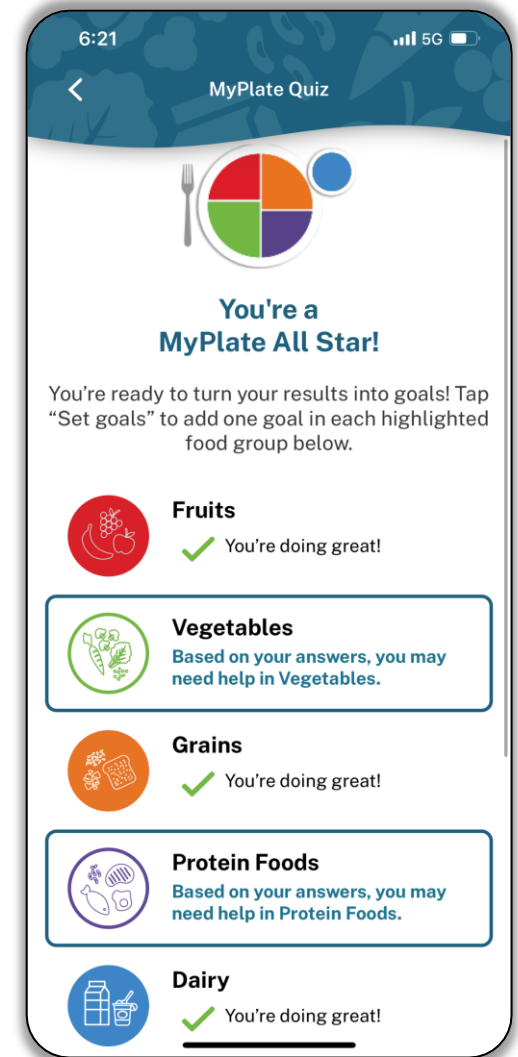 6:21
5G
MyPlate Quiz
You're a
MyPlate All Star!
You’re ready to turn your results into goals! Tap
“Set goals” to add one goal in each highlighted
food group below.
Fruits
You’re doing great!
Vegetables
Based on your answers, you may
need help in Vegetables.
Grains
You’re doing great!
Protein Foods
Based on your answers, you may
need help in Protein Foods.
Dairy
You’re doing great!